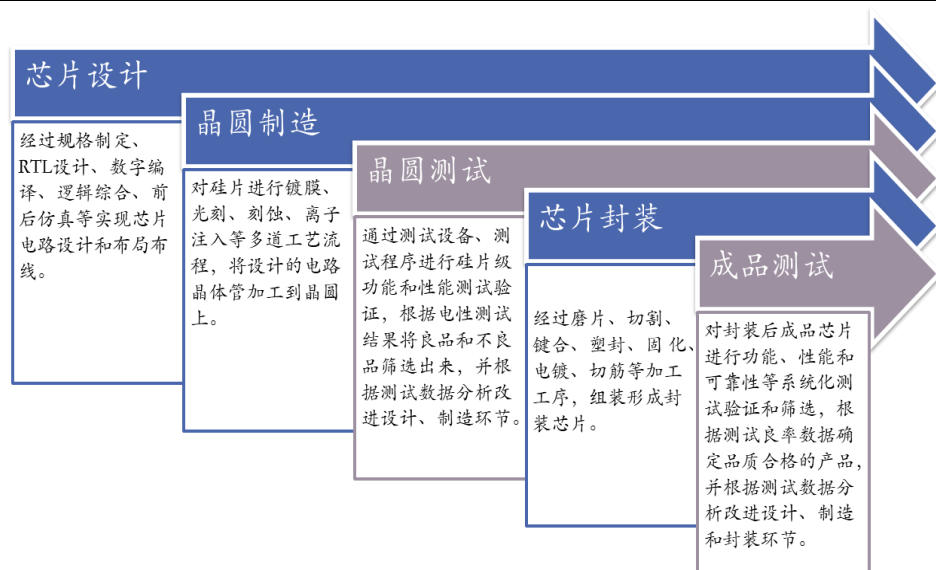 芯片设计
经过规格制定、
RTL设计、数字编
译、逻辑综合、前
后仿真等实现芯片
电路设计和布局布
线。
晶圆制造
对硅片进行镀膜、
光刻、刻蚀、离子
注入等多道工艺流
程，将设计的电路
晶体管加工到晶圆
上。
晶圆测试
通过测试设备、测
试程序进行硅片级
功能和性能测试验
证，根据电性测试
结果将良品和不良
品筛选出来，并根
据测试数据分析改
进设计、制造环节。
芯片封装
经过磨片、切割、
键合、塑封、固化、
电镀、切筋等加工
工序，组装形成封
装芯片。
成品测试
对封装后成品芯片
进行功能、性能和
可靠性等系统化测
试验证和筛选，根
据测试良率数据确
定品质合格的产品，
并根据测试数据分
析改进设计、制造
和封装环节。